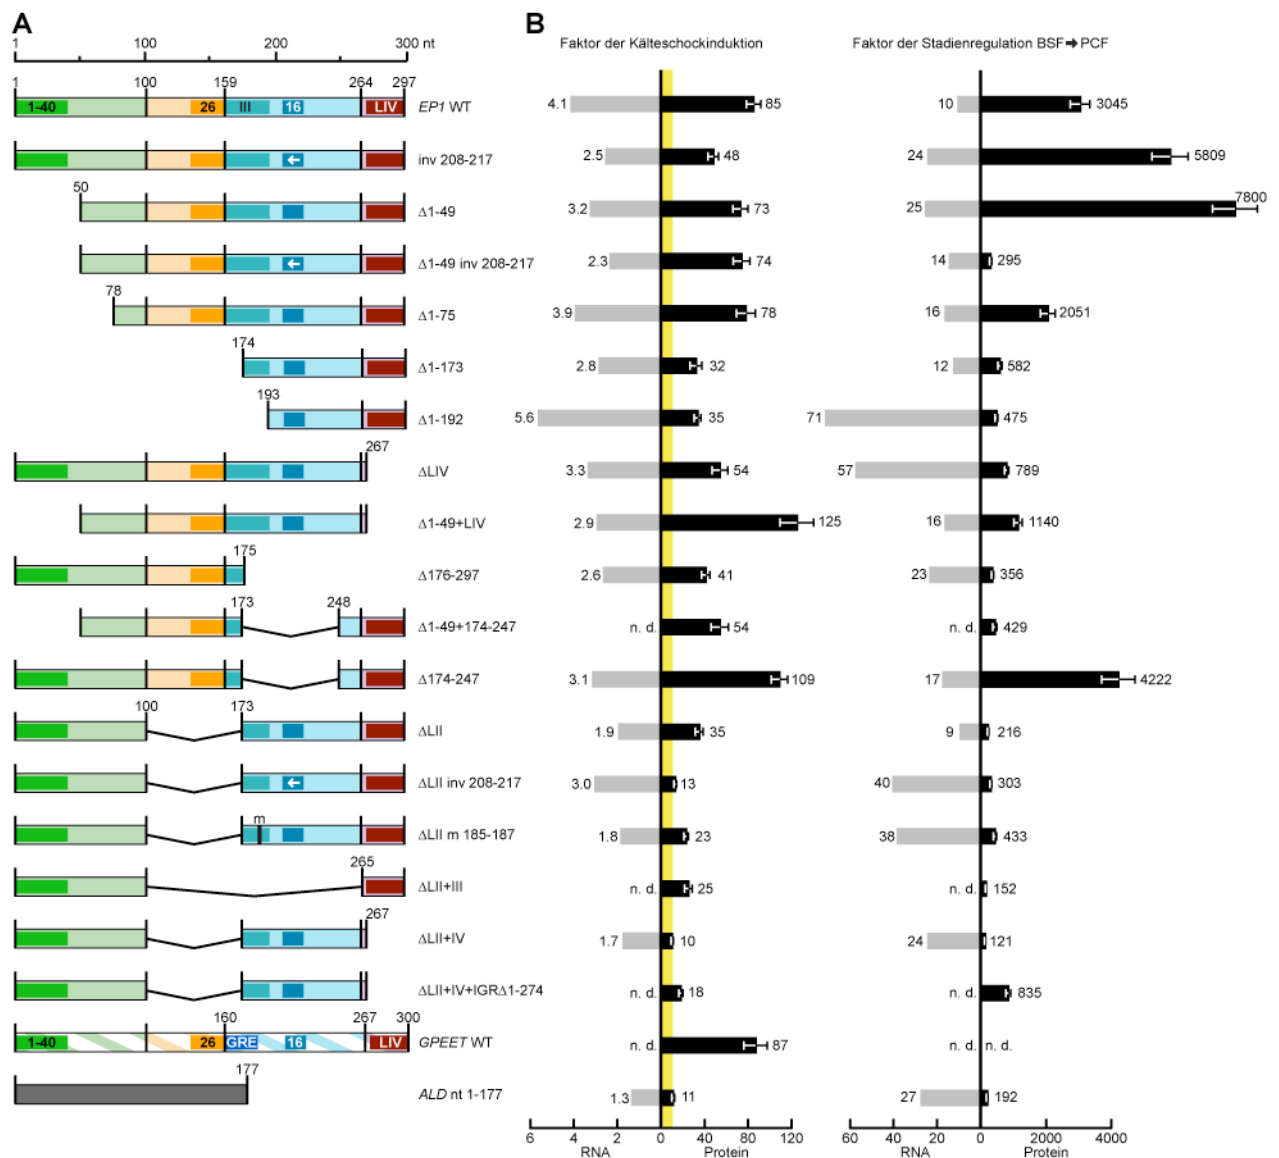 A
B
1 100 200 300 nt
Faktor der Kälteschockinduktion
Faktor der Stadienregulation BSF➡PCF
1 100 159 264 297
1-40 26 III 16 LIV EP1 WT 4.1 85 10 3045
inv 208-217 2.5 48 24 5809
50
Δ1-49 3.2 73 25 7800
Δ1-49 inv 208-217 2.3 74 14 295
78
Δ1-75 3.9 78 16 2051
174
Δ1-173 2.8 32 12 582
193
Δ1-192 5.6 35 71 475
267
ΔLIV 3.3 54 57 789
Δ1-49+LIV 2.9 125 16 1140
175
Δ176-297 2.6 41 23 356
173 248
Δ1-49+174-247 n. d. 54 n. d. 429
Δ174-247 3.1 109 17 4222
100 173
ΔLII 1.9 35 9 216
ΔLII inv 208-217 3.0 13 40 303
m
ΔLII m 185-187 1.8 23 38 433
265
ΔLII+III n. d. 25 n. d. 152
267
ΔLII+IV 1.7 10 24 121
ΔLII+IV+IGRΔ1-274 n. d. 18 n. d. 835
160 267 300
1-40 26 GRE 16 LIV GPEET WT n. d. 87 n. d. n. d.
177
ALD nt 1-177 1.3 11 27 192
6 4 2 0 40 80 120
60 40 20 0 2000 4000
RNA Protein
RNA Protein